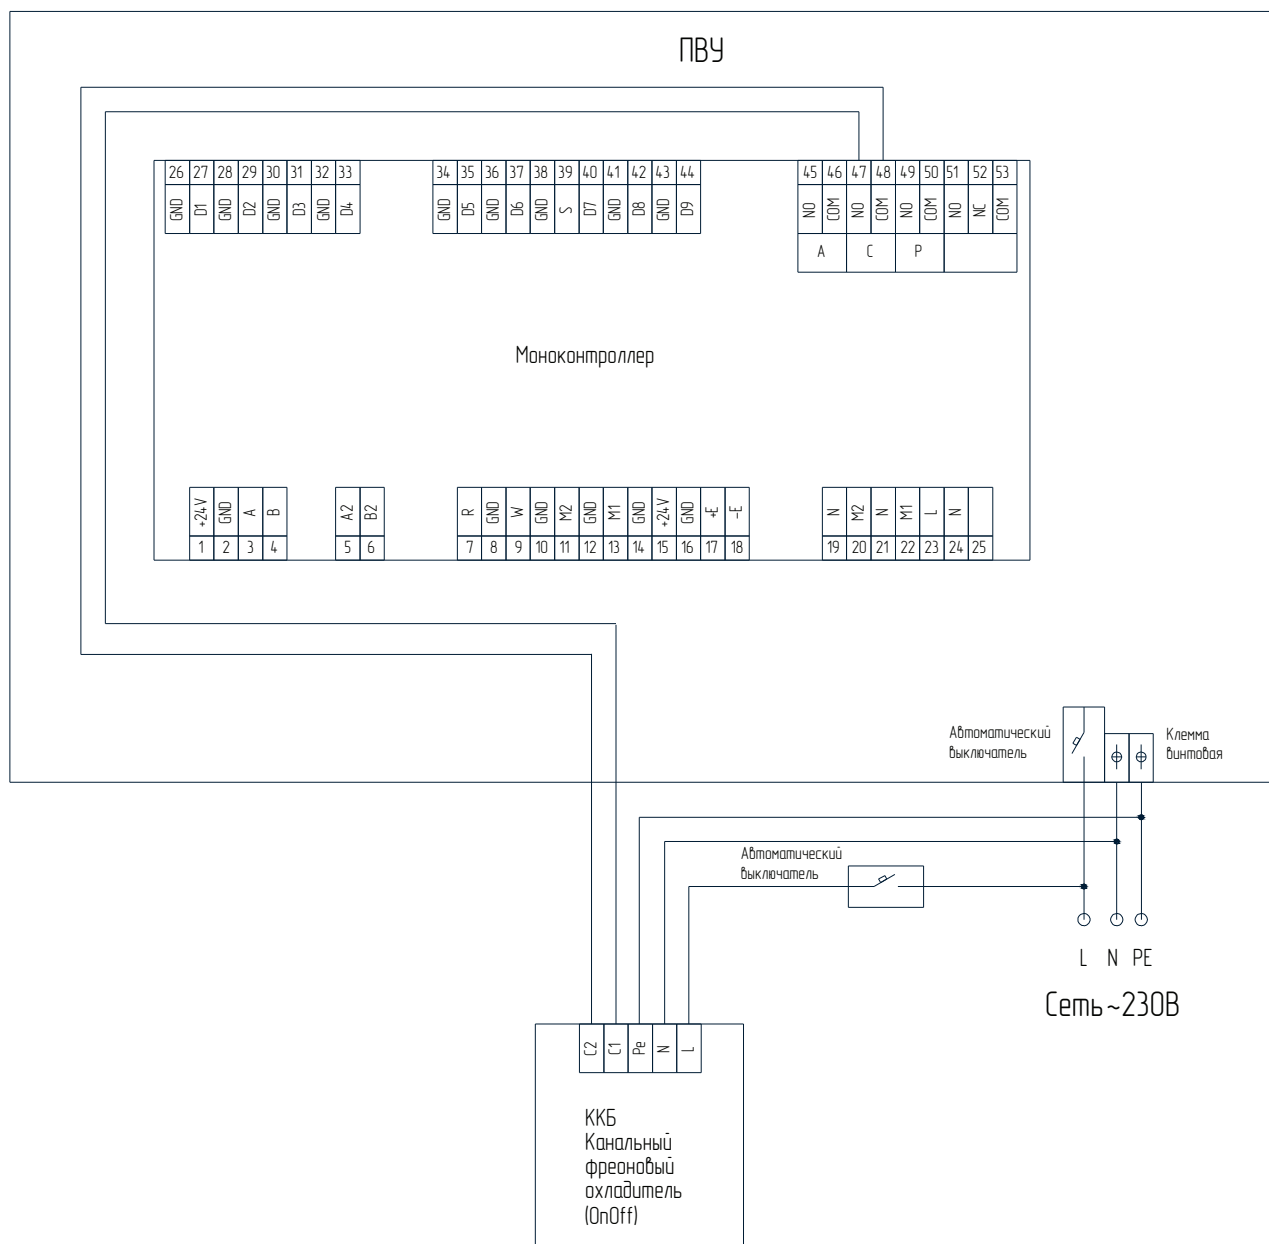 ПВУ
26 27 28 29 30 31 32 33 34 35 36 37 38 39 40 41 42 43 44 45 46 47 48 49 50 51 52 53
GND D1 GND D2 GND D3 GND D4 GND D5 GND D6 GND S D7 GND D8 GND D9 NO COM NO COM NO COM NO NC COM
A C P
Моноконтроллер
+24V GND A B A2 B2 R GND W GND M2 GND M1 GND +24V GND +E -E N M2 N M1 L N
1 2 3 4 5 6 7 8 9 10 11 12 13 14 15 16 17 18 19 20 21 22 23 24 25
Автоматический
выключатель
Клемма
винтовая
Автоматический
выключатель
L N PE
Сеть ~230В
C2 C1 Pe N L
ККБ
Канальный
фреоновый
охладитель
(OnOff)